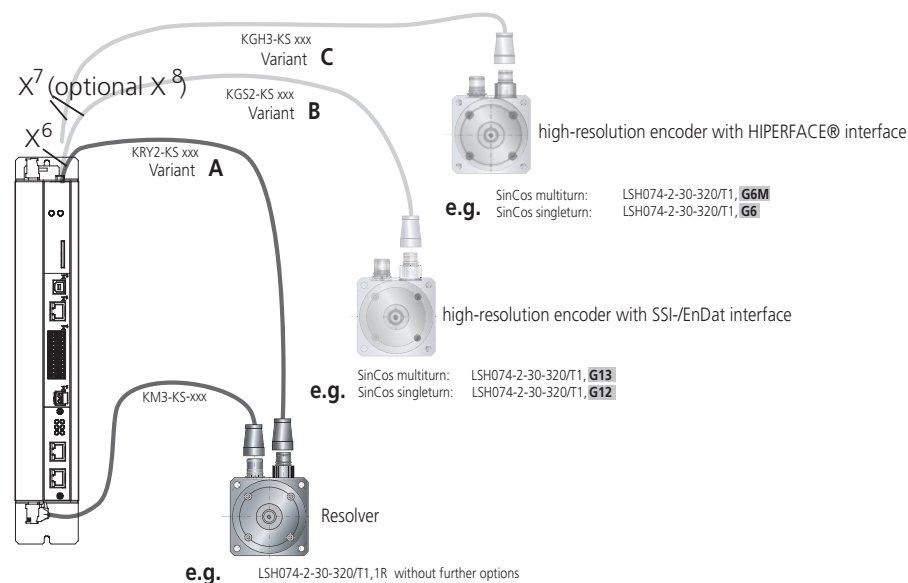 KGH3-KS xxx
Variant C
X7 (optional X8)
KGS2-KS xxx
Variant B
X6
KRY2-KS xxx
Variant A
high-resolution encoder with HIPERFACE® interface
e.g. SinCos multiturn: LSH074-2-30-320/T1, G6M
SinCos singleturn: LSH074-2-30-320/T1, G6
high-resolution encoder with SSI-/EnDat interface
e.g. SinCos multiturn: LSH074-2-30-320/T1, G13
SinCos singleturn: LSH074-2-30-320/T1, G12
KM3-KS-xxx
Resolver
e.g. LSH074-2-30-320/T1,1R without further options